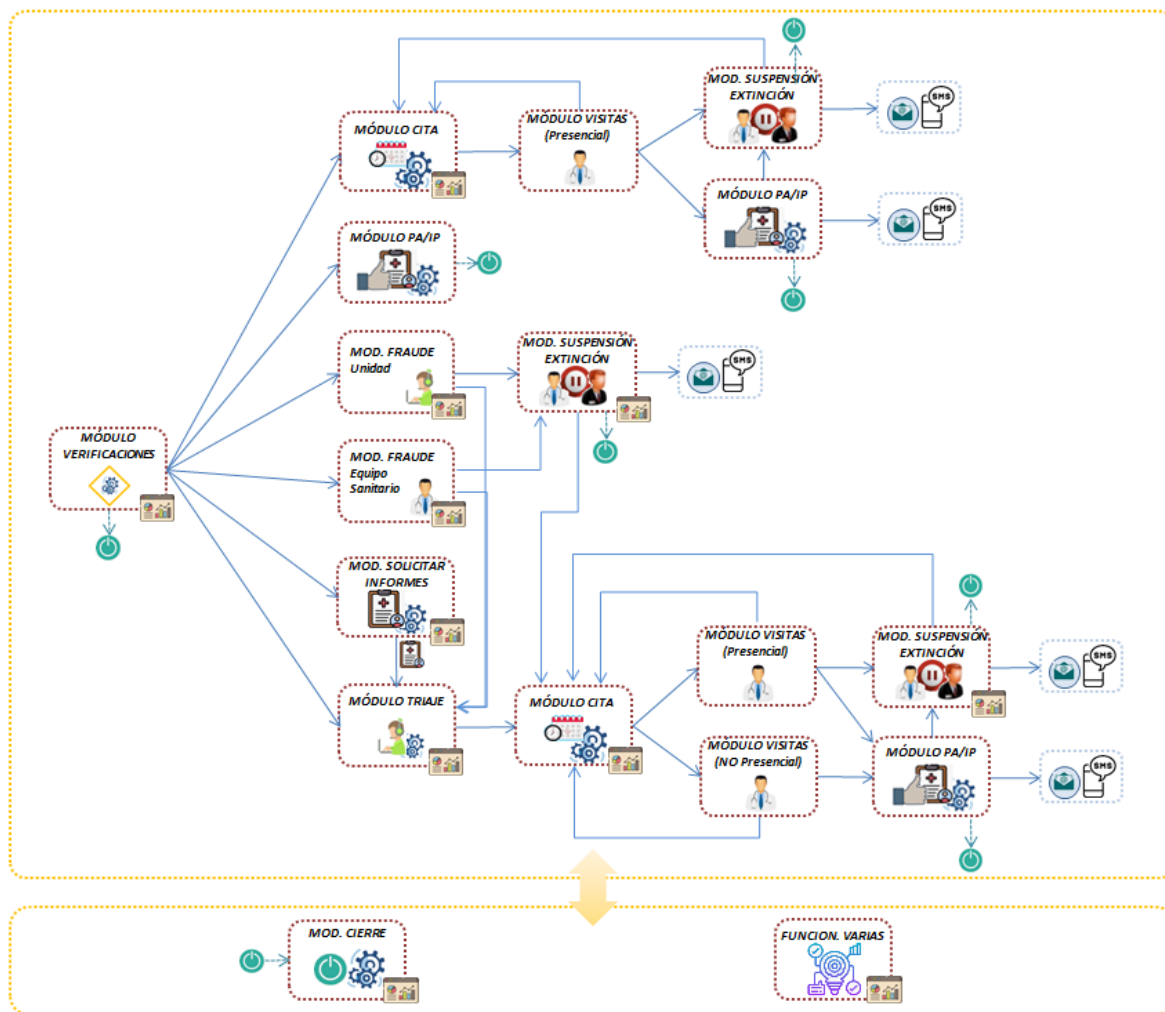 MOD. SUSPENSIÓN
EXTINCIÓN
SMS
MÓDULO CITA
MÓDULO VISITAS
(Presencial)
MÓDULO PA/IP
SMS
MÓDULO PA/IP
MOD. FRAUDE
Unidad
MOD. SUSPENSIÓN
EXTINCIÓN
SMS
MÓDULO
VERIFICACIONES
MOD. FRAUDE
Equipo
Sanitario
MOD. SOLICITAR
INFORMES
MÓDULO VISITAS
(Presencial)
MOD. SUSPENSIÓN
EXTINCIÓN
SMS
MÓDULO TRIAJE
MÓDULO CITA
MÓDULO VISITAS
(NO Presencial)
MÓDULO PA/IP
SMS
MOD. CIERRE
FUNCION. VARIAS